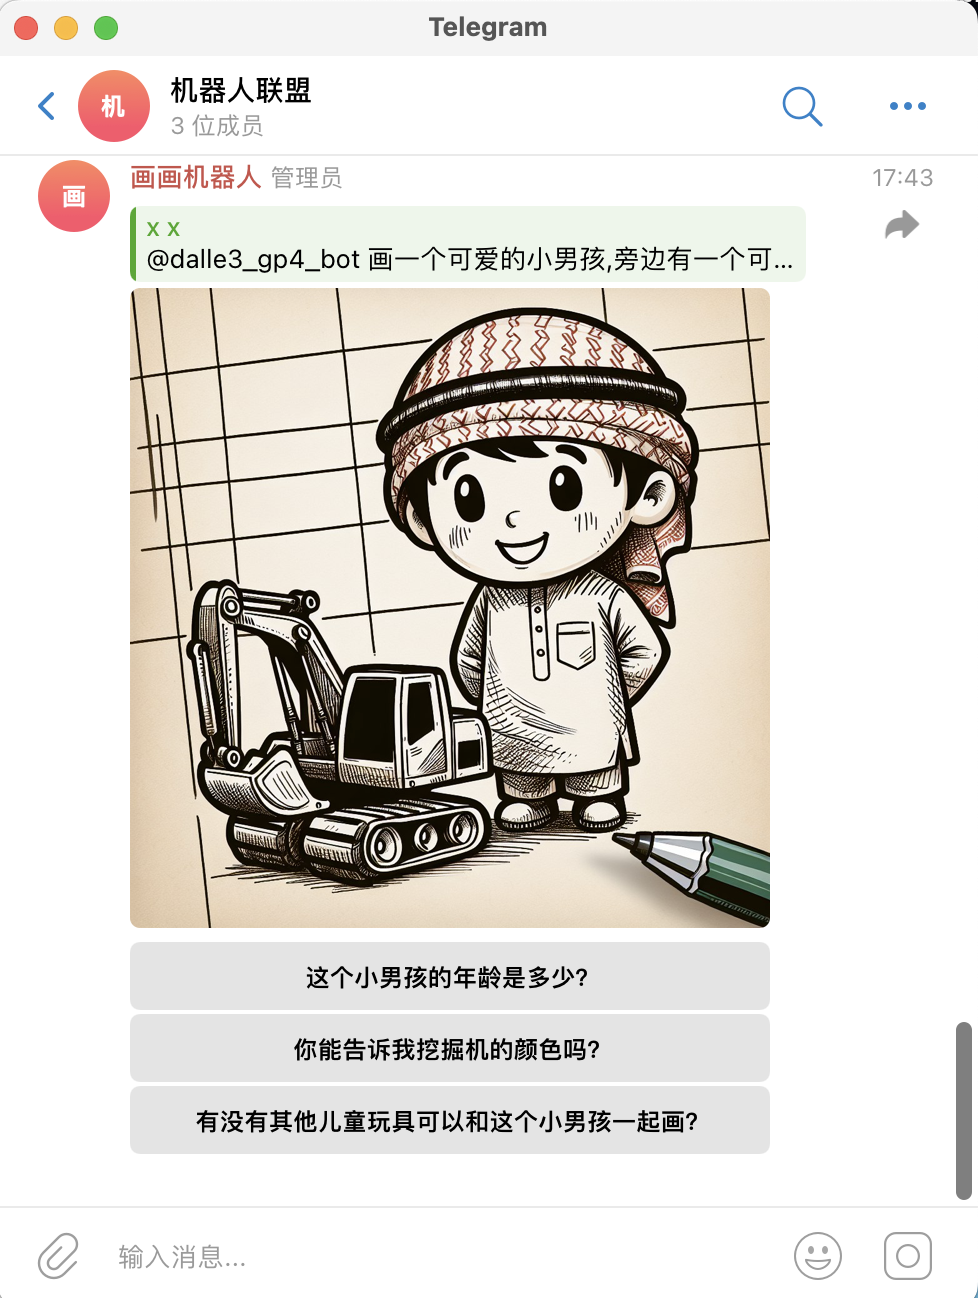 Telegram
机
机器人联盟
3 位成员
画
画画机器人 管理员
17:43
X X
@dalle3_gp4_bot 画一个可爱的小男孩,旁边有一个可...
这个小男孩的年龄是多少?
你能告诉我挖掘机的颜色吗?
有没有其他儿童玩具可以和这个小男孩一起画?
输入消息...